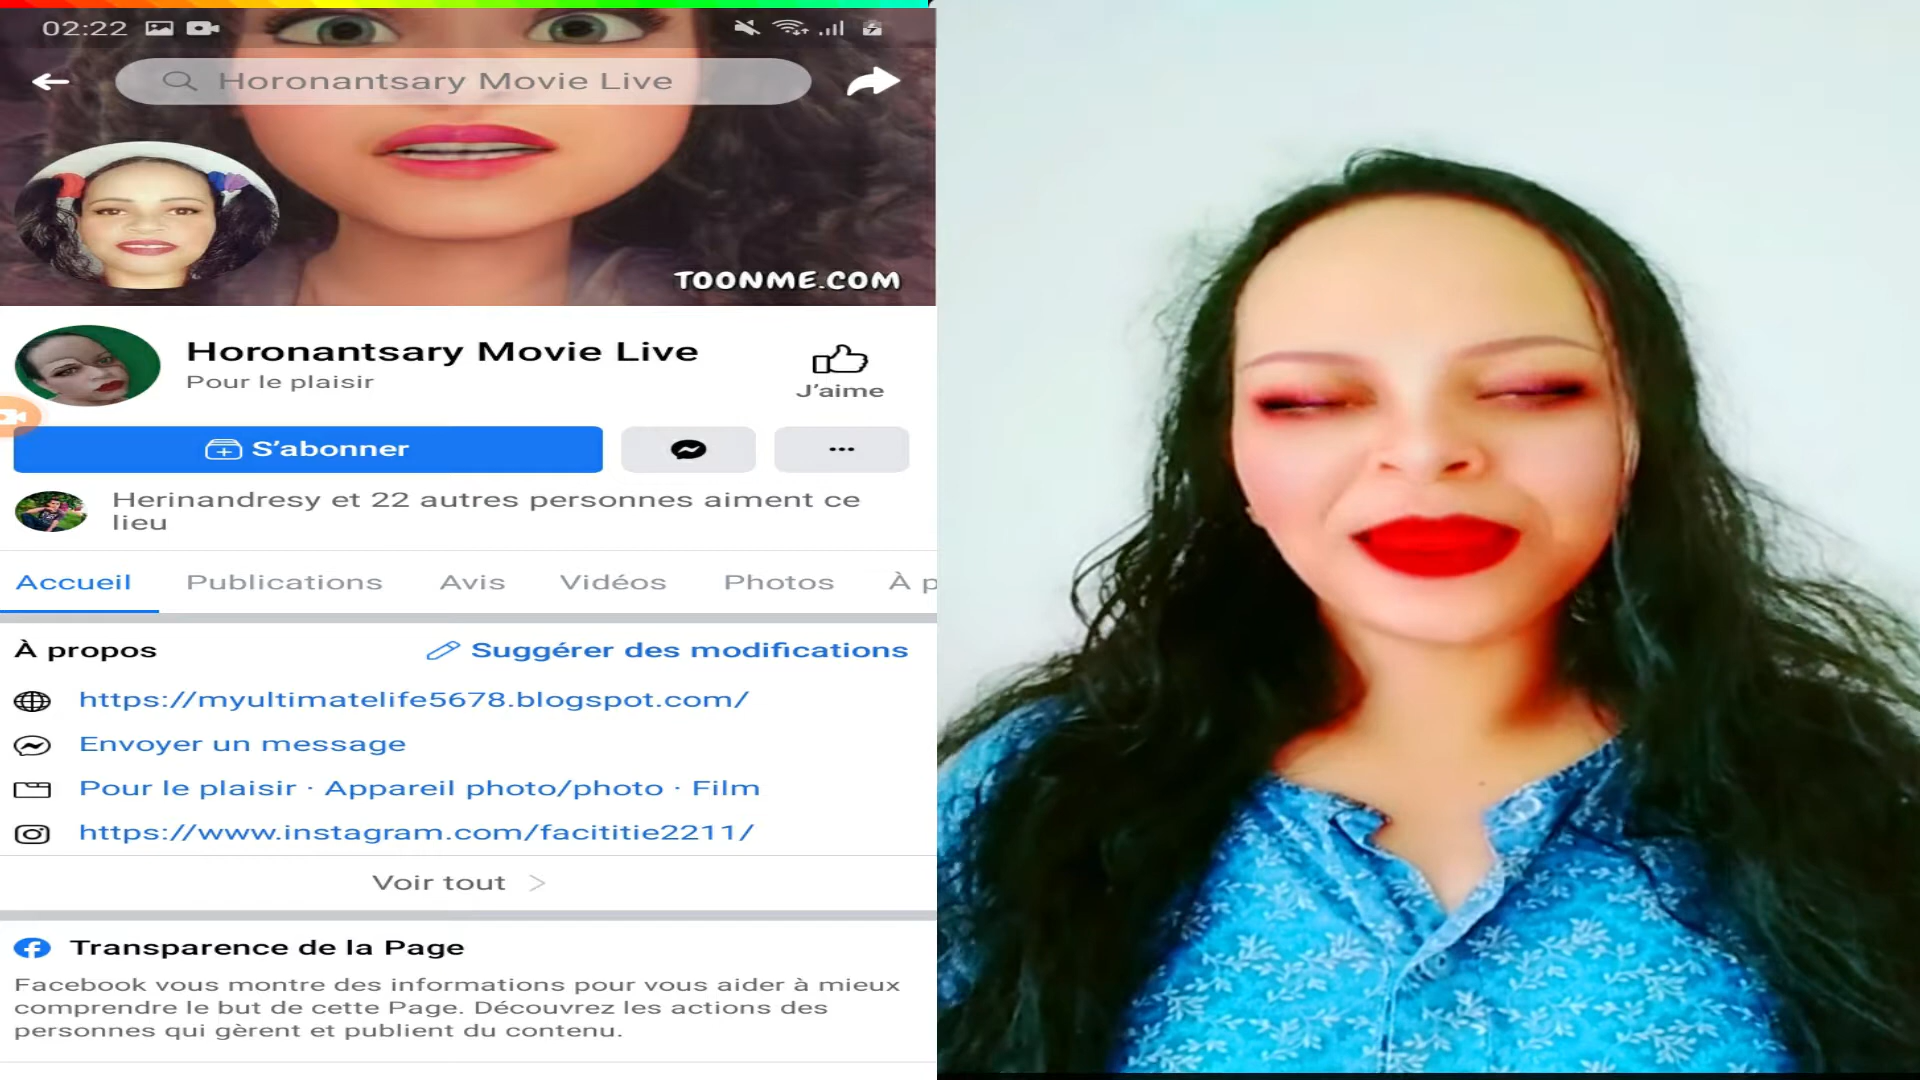 02:22
Horonantsary Movie Live
TOONME.COM
Horonantsary Movie Live
Pour le plaisir
J'aime
S'abonner
Herinandresy et 22 autres personnes aiment ce
lieu
Accueil Publications Avis Vidéos Photos À p
À propos
Suggérer des modifications
https://myultimatelife5678.blogspot.com/
Envoyer un message
Pour le plaisir · Appareil photo/photo · Film
https://www.instagram.com/facititie2211/
Voir tout
Transparence de la Page
Facebook vous montre des informations pour vous aider à mieux
comprendre le but de cette Page. Découvrez les actions des
personnes qui gèrent et publient du contenu.